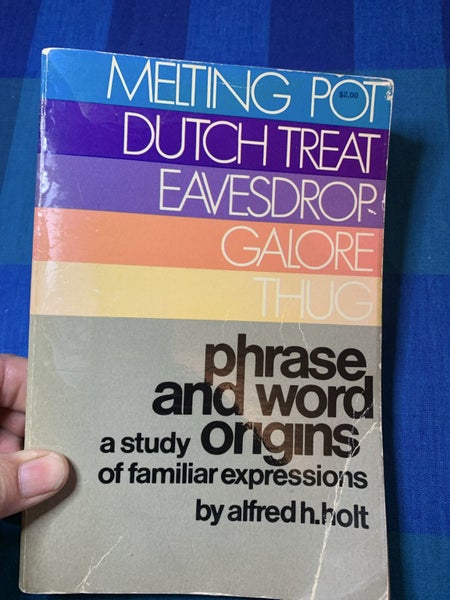 MELTING POT
$2.00
DUTCH TREAT
EAVESDROP
GALORE
THUG
phrase
and word
a study origins
of familiar expressions
by alfred h. holt